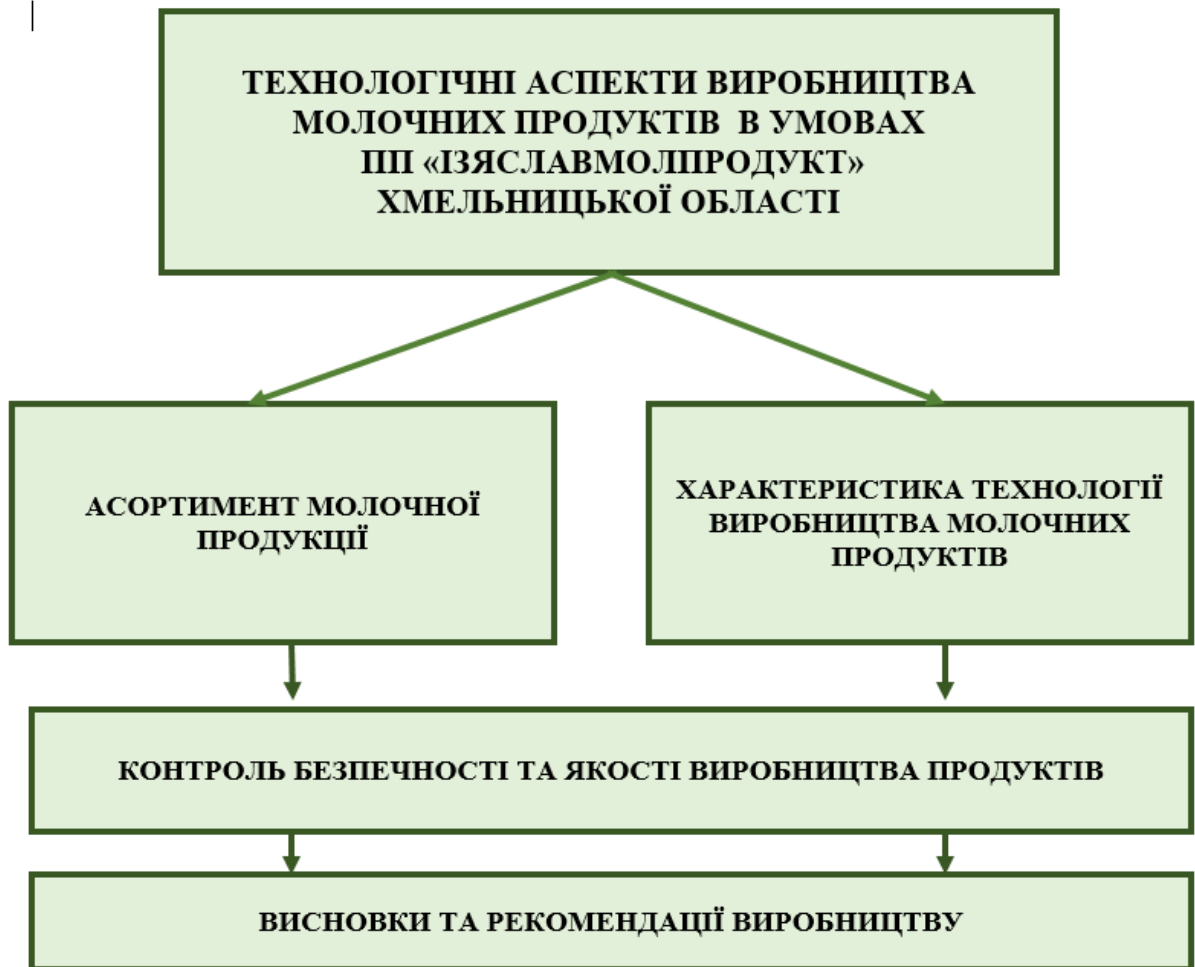 ТЕХНОЛОГІЧНІ АСПЕКТИ ВИРОБНИЦТВА
МОЛОЧНИХ ПРОДУКТІВ В УМОВАХ
ПП «ІЗЯСЛАВМОЛПРОДУКТ»
ХМЕЛЬНИЦЬКОЇ ОБЛАСТІ
АСОРТИМЕНТ МОЛОЧНОЇ
ПРОДУКЦІЇ
ХАРАКТЕРИСТИКА ТЕХНОЛОГІЇ
ВИРОБНИЦТВА МОЛОЧНИХ
ПРОДУКТІВ
КОНТРОЛЬ БЕЗПЕЧНОСТІ ТА ЯКОСТІ ВИРОБНИЦТВА ПРОДУКТІВ
ВИСНОВКИ ТА РЕКОМЕНДАЦІЇ ВИРОБНИЦТВУ